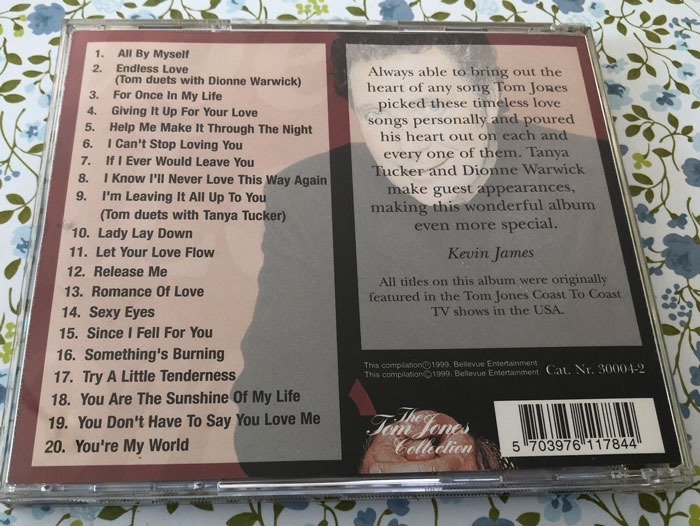 1. All By Myself
2. Endless Love
(Tom duets with Dionne Warwick)
3. For Once In My Life
4. Giving It Up For Your Love
5. Help Me Make It Through The Night
6. I Can't Stop Loving You
7. If I Ever Would Leave You
8. I Know I'll Never Love This Way Again
9. I'm Leaving It All Up To You
(Tom duets with Tanya Tucker)
10. Lady Lay Down
11. Let Your Love Flow
12. Release Me
13. Romance Of Love
14. Sexy Eyes
15. Since I Fell For You
16. Something's Burning
17. Try A Little Tenderness
18. You Are The Sunshine Of My Life
19. You Don't Have To Say You Love Me
20. You're My World
Always able to bring out the
heart of any song Tom Jones
picked these timeless love
songs personally and poured
his heart out on each and
every one of them. Tanya
Tucker and Dionne Warwick
make guest appearances,
making this wonderful album
even more special.
Kevin James
All titles on this album were originally
featured in the Tom Jones Coast To Coast
TV shows in the USA.
This compilation Ⓟ1999, Bellevue Entertainment
This compilation ©1999, Bellevue Entertainment
Cat. Nr. 30004-2
The
Tom Jones
Collection
5 703976 117844